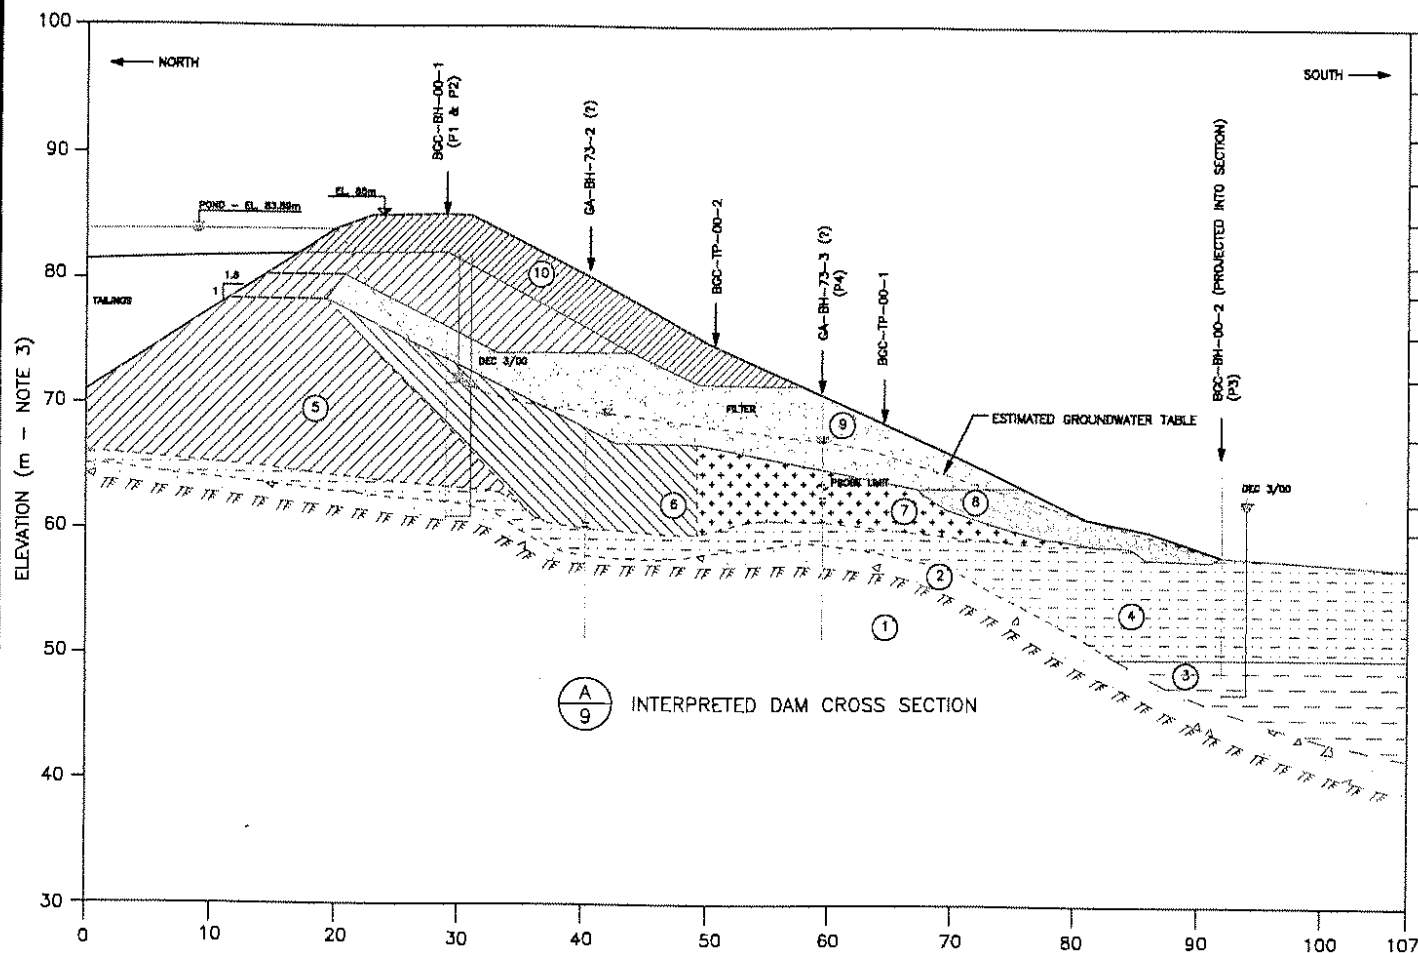 100
90
80
70
60
50
40
30
ELEVATION (m - NOTE 3)
NORTH
SOUTH
BGC-BH-00-1
(P1 & P2)
GA-BH-73-2 (?)
BGC-TP-00-2
GA-BH-73-3 (?)
(P4)
BGC-TP-00-1
BGC-BH-00-2 (PROJECTED INTO SECTION)
(P3)
POND - EL. 83.89m
EL. 85m
TAILINGS
1.8
1
DEC 3/00
FILTER
PROBE LIMIT
ESTIMATED GROUNDWATER TABLE
DEC 3/00
10
5
9
6
7
8
2
4
1
3
A
9
INTERPRETED DAM CROSS SECTION
0
10
20
30
40
50
60
70
80
90
100
107